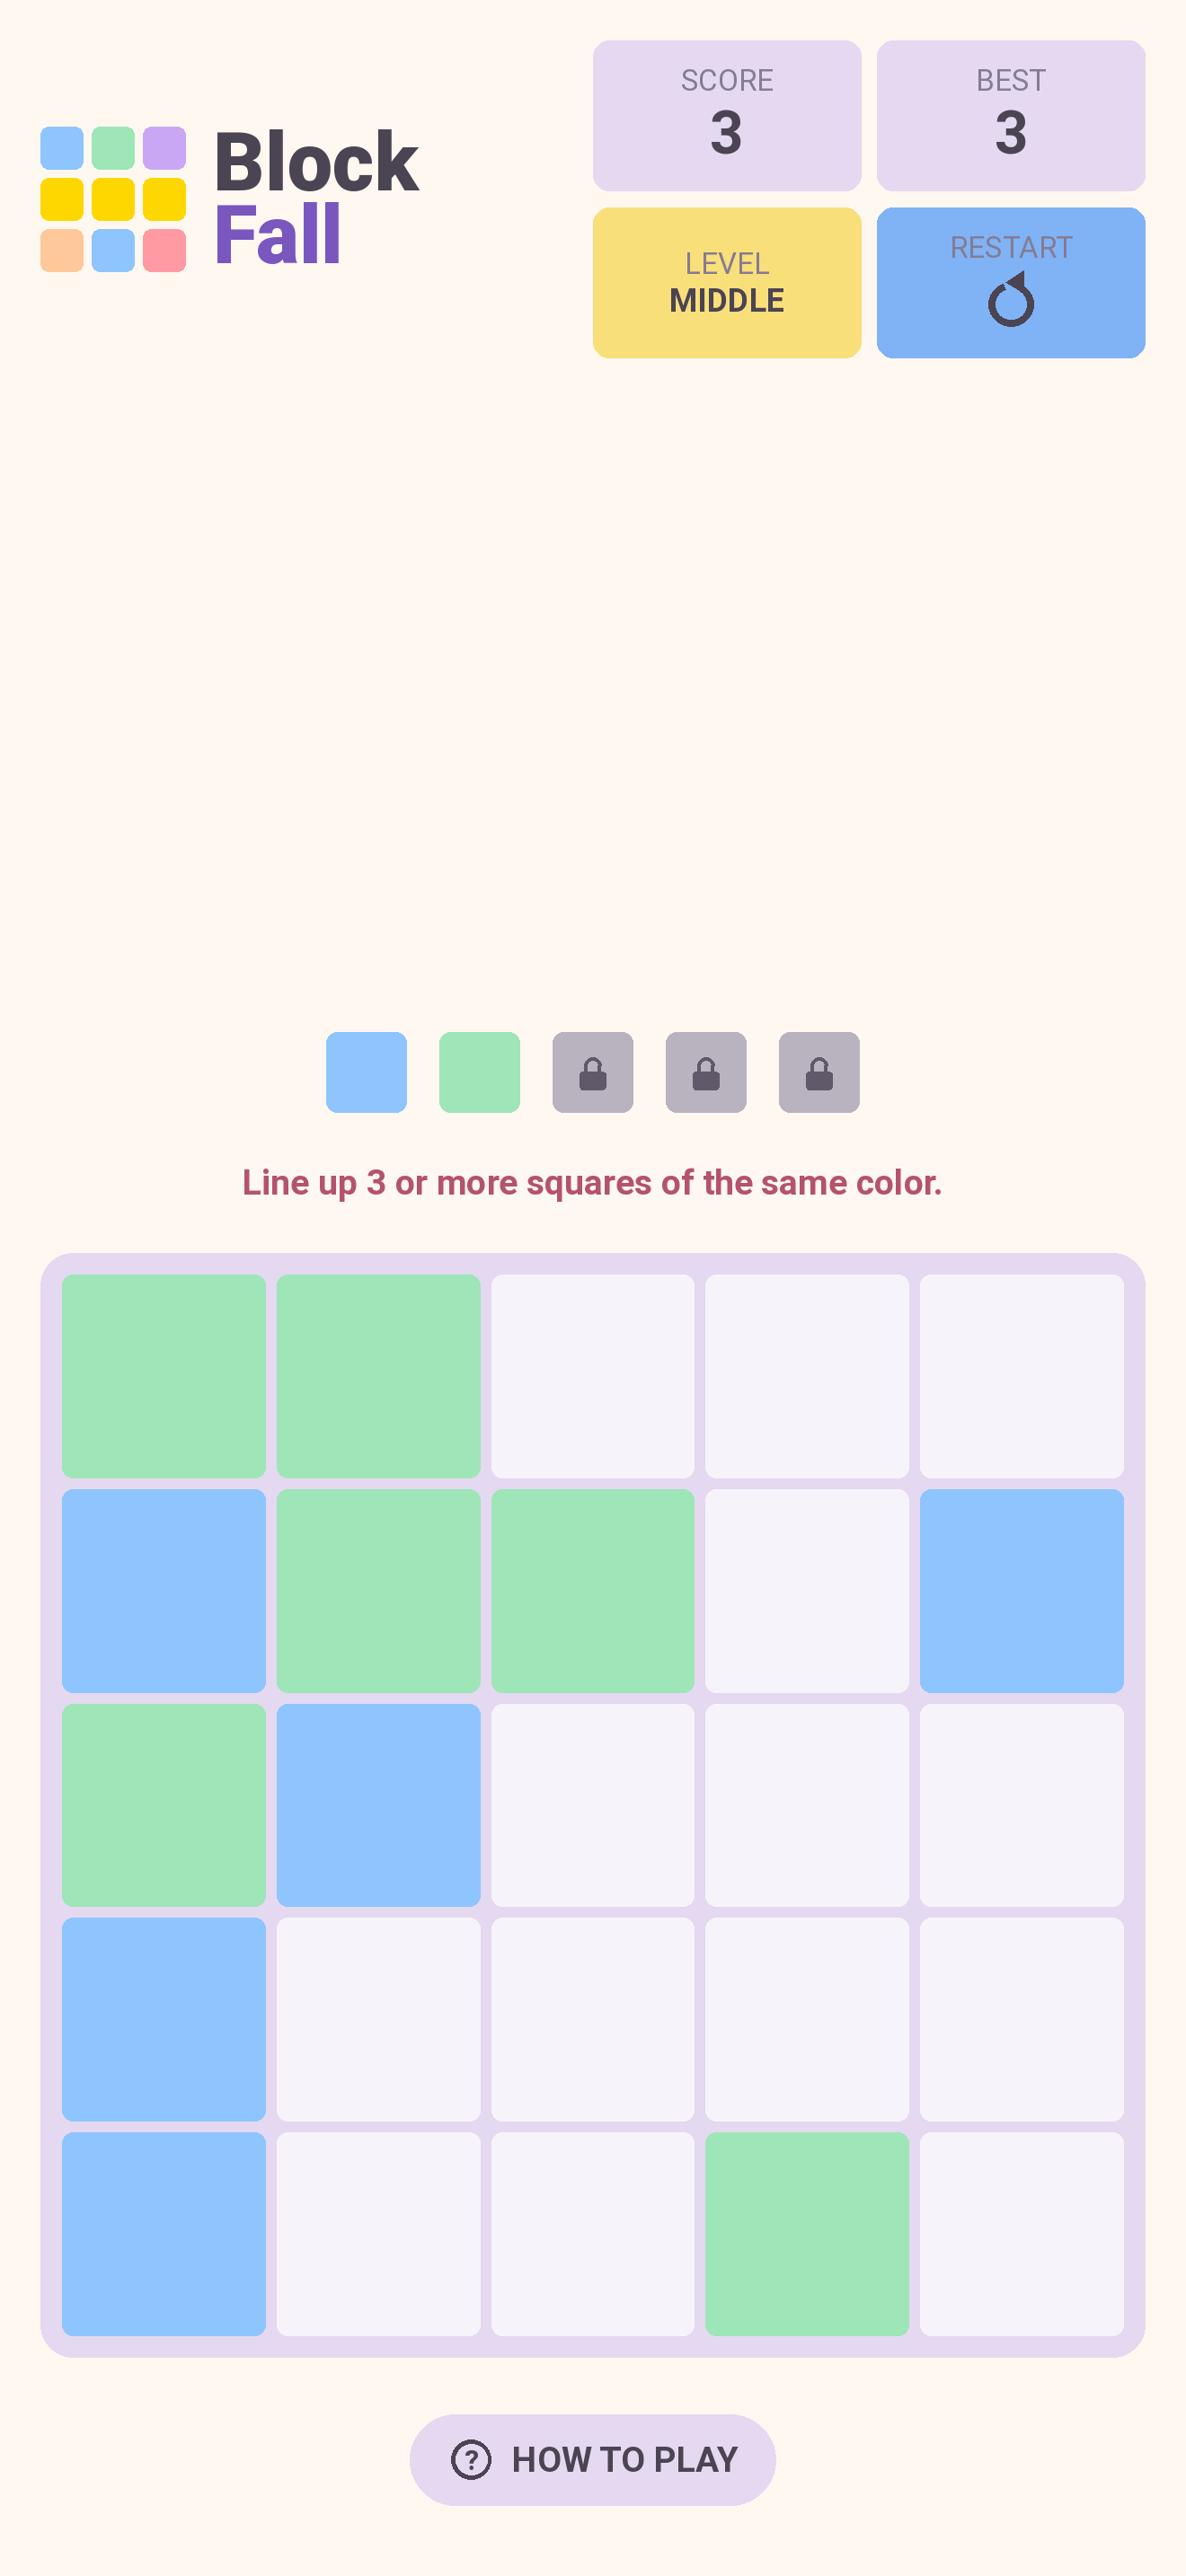 Block
Fall
SCORE
3
BEST
3
LEVEL
MIDDLE
RESTART
Line up 3 or more squares of the same color.
? HOW TO PLAY